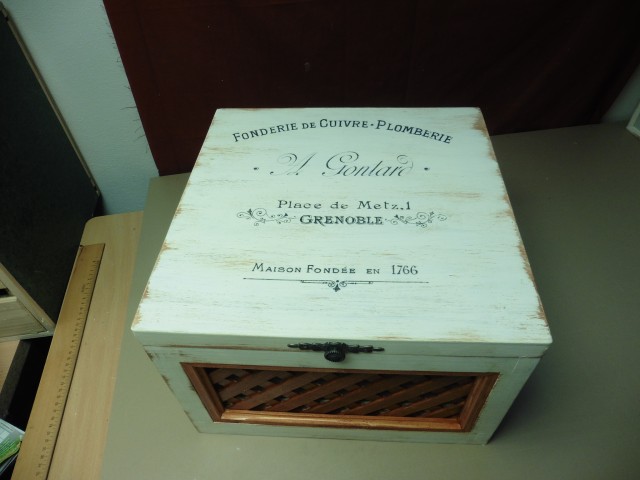 FONDERIE DE CUIVRE-PLOMBERIE
A. Gontard
Place de Metz.1
GRENOBLE
MAISON FONDÉE EN 1766